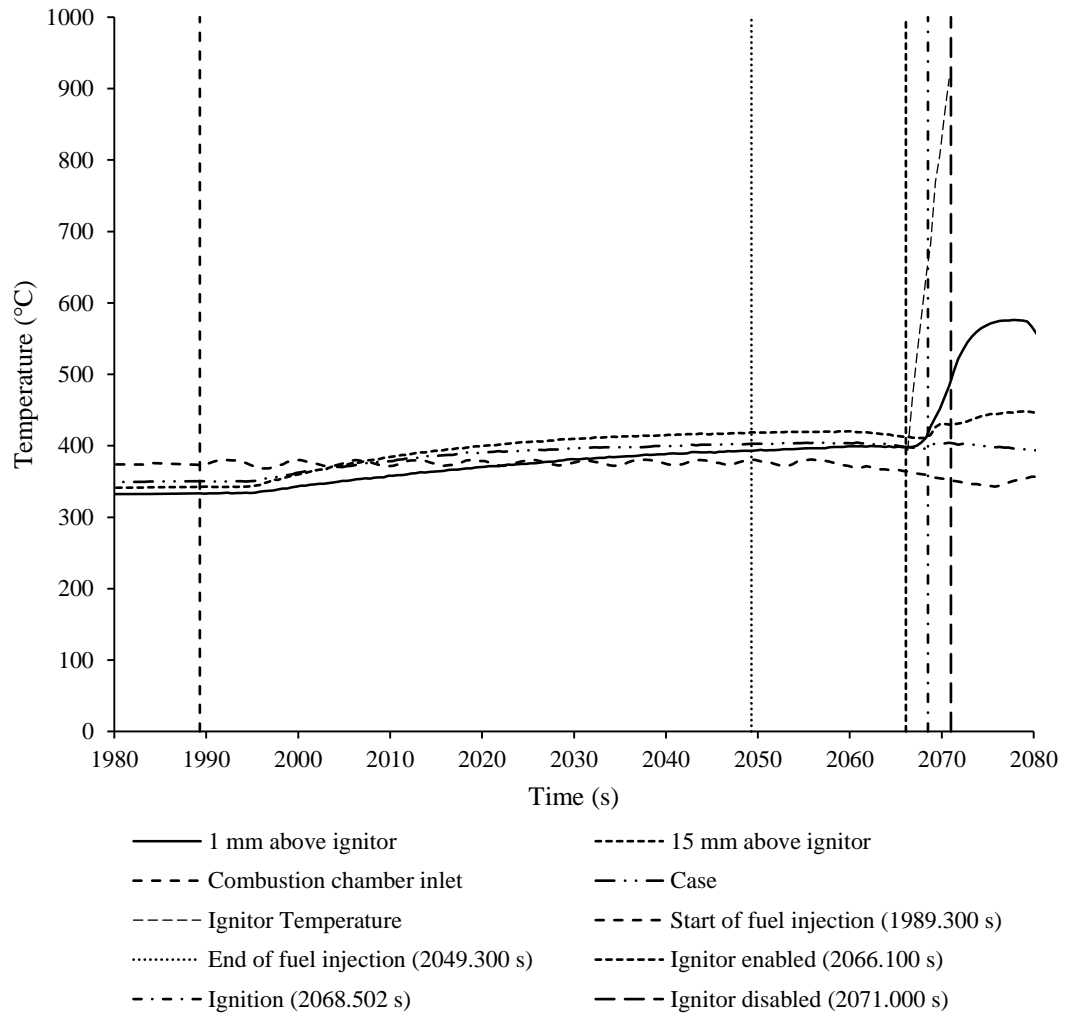 1000
900
800
700
600
500
400
300
200
100
0
Temperature (°C)
1980 1990 2000 2010 2020 2030 2040 2050 2060 2070 2080
Time (s)
1 mm above ignitor 15 mm above ignitor
Combustion chamber inlet Case
Ignitor Temperature Start of fuel injection (1989.300 s)
End of fuel injection (2049.300 s) Ignitor enabled (2066.100 s)
Ignition (2068.502 s) Ignitor disabled (2071.000 s)